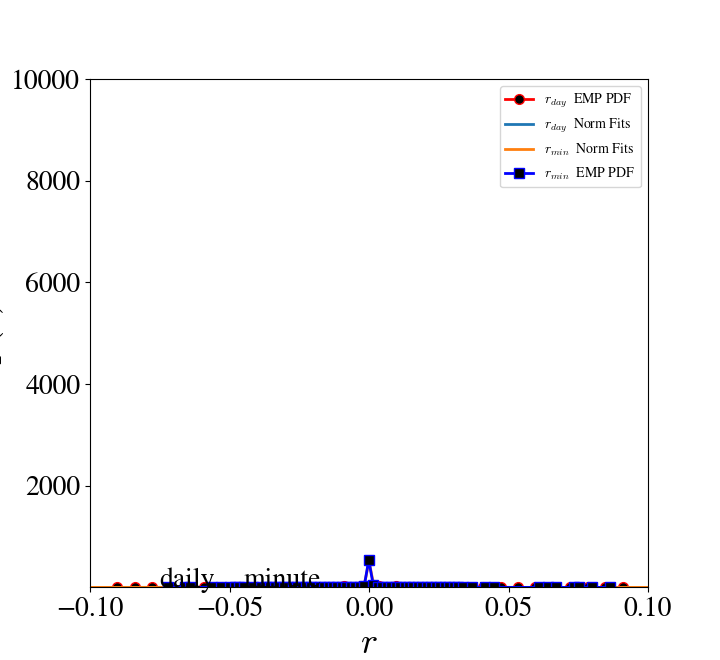 10000
8000
6000
4000
2000
r_day EMP PDF
r_day Norm Fits
r_min Norm Fits
r_min EMP PDF
daily minute
−0.10 −0.05 0.00 0.05 0.10
r